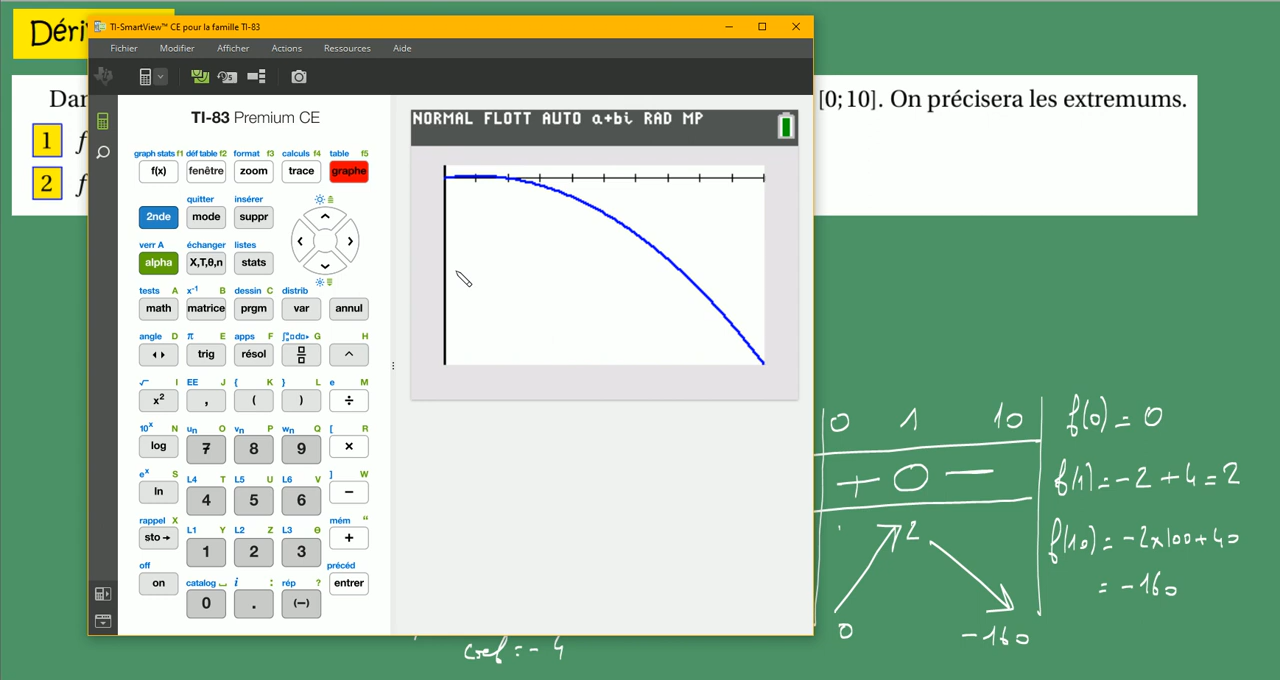 Déri
TI-SmartView™ CE pour la famille TI-83
Fichier Modifier Afficher Actions Ressources Aide
Dan [0; 10]. On précisera les extremums.
1 f
2 f
TI-83 Premium CE
NORMAL FLOTT AUTO a+bi RAD MP
graph stats f1 déf table f2 format f3 calculs f4 table f5
f(x) fenêtre zoom trace graphe
quitter insérer
2nde mode suppr
verr A échanger listes
alpha X,T,θ,n stats
tests A x⁻¹ B dessin C distrib
math matrice prgm var annul
angle D π E apps F G H
trig résol ^
√ I EE J { K } L e M
x² , ( ) ÷
10ˣ N uₙ O vₙ P wₙ Q [ R
log 7 8 9 ×
eˣ S L4 T L5 U L6 V ] W
ln 4 5 6 −
rappel X L1 Y L2 Z L3 θ mém "
sto→ 1 2 3 +
off catalog i : rép ? précéd
on 0 . (−) entrer
0 1 10
+ 0 −
2
0 -160
f(0) = 0
f(1) = -2 + 4 = 2
f(10) = -2×100+40
= -160
coef = - 4